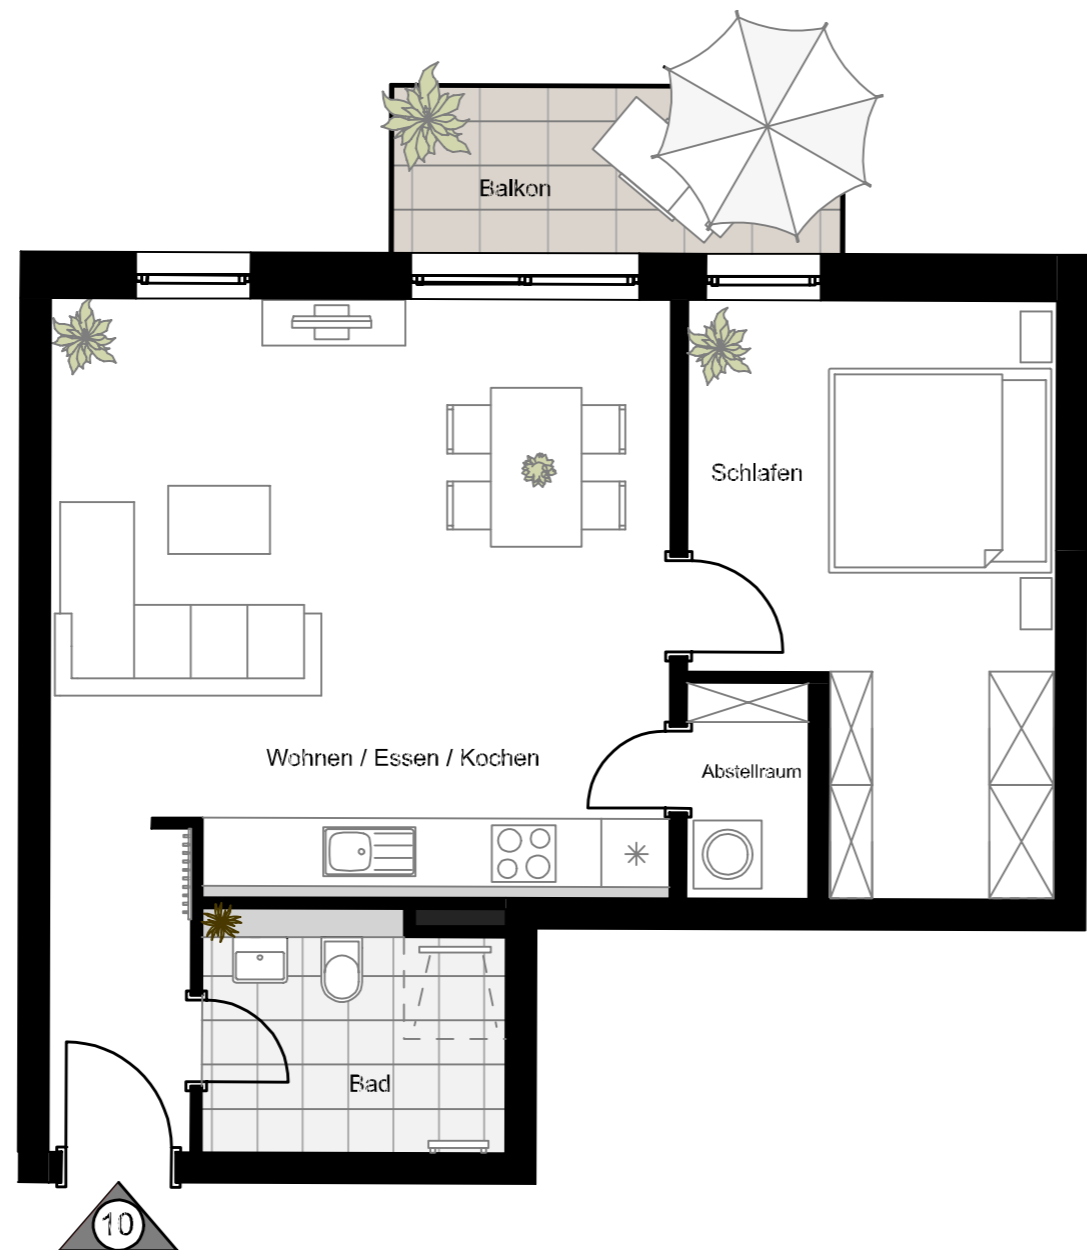 Balkon
Schlafen
Wohnen / Essen / Kochen
Abstellraum
Bad
10